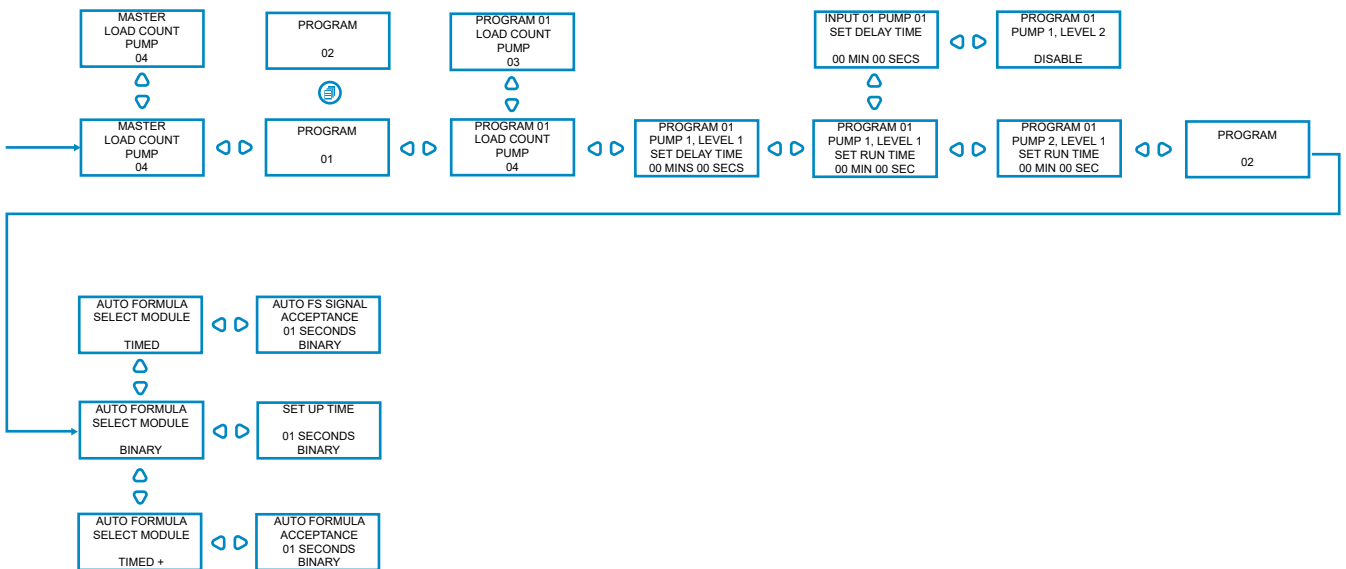 MASTER
LOAD COUNT
PUMP
04
PROGRAM
02
PROGRAM 01
LOAD COUNT
PUMP
03
INPUT 01 PUMP 01
SET DELAY TIME
00 MIN 00 SECS
PROGRAM 01
PUMP 1, LEVEL 2
DISABLE
MASTER
LOAD COUNT
PUMP
04
PROGRAM
01
PROGRAM 01
LOAD COUNT
PUMP
04
PROGRAM 01
PUMP 1, LEVEL 1
SET DELAY TIME
00 MINS 00 SECS
PROGRAM 01
PUMP 1, LEVEL 1
SET RUN TIME
00 MIN 00 SEC
PROGRAM 01
PUMP 2, LEVEL 1
SET RUN TIME
00 MIN 00 SEC
PROGRAM
02
AUTO FORMULA
SELECT MODULE
TIMED
AUTO FS SIGNAL
ACCEPTANCE
01 SECONDS
BINARY
AUTO FORMULA
SELECT MODULE
BINARY
SET UP TIME
01 SECONDS
BINARY
AUTO FORMULA
SELECT MODULE
TIMED +
AUTO FORMULA
ACCEPTANCE
01 SECONDS
BINARY